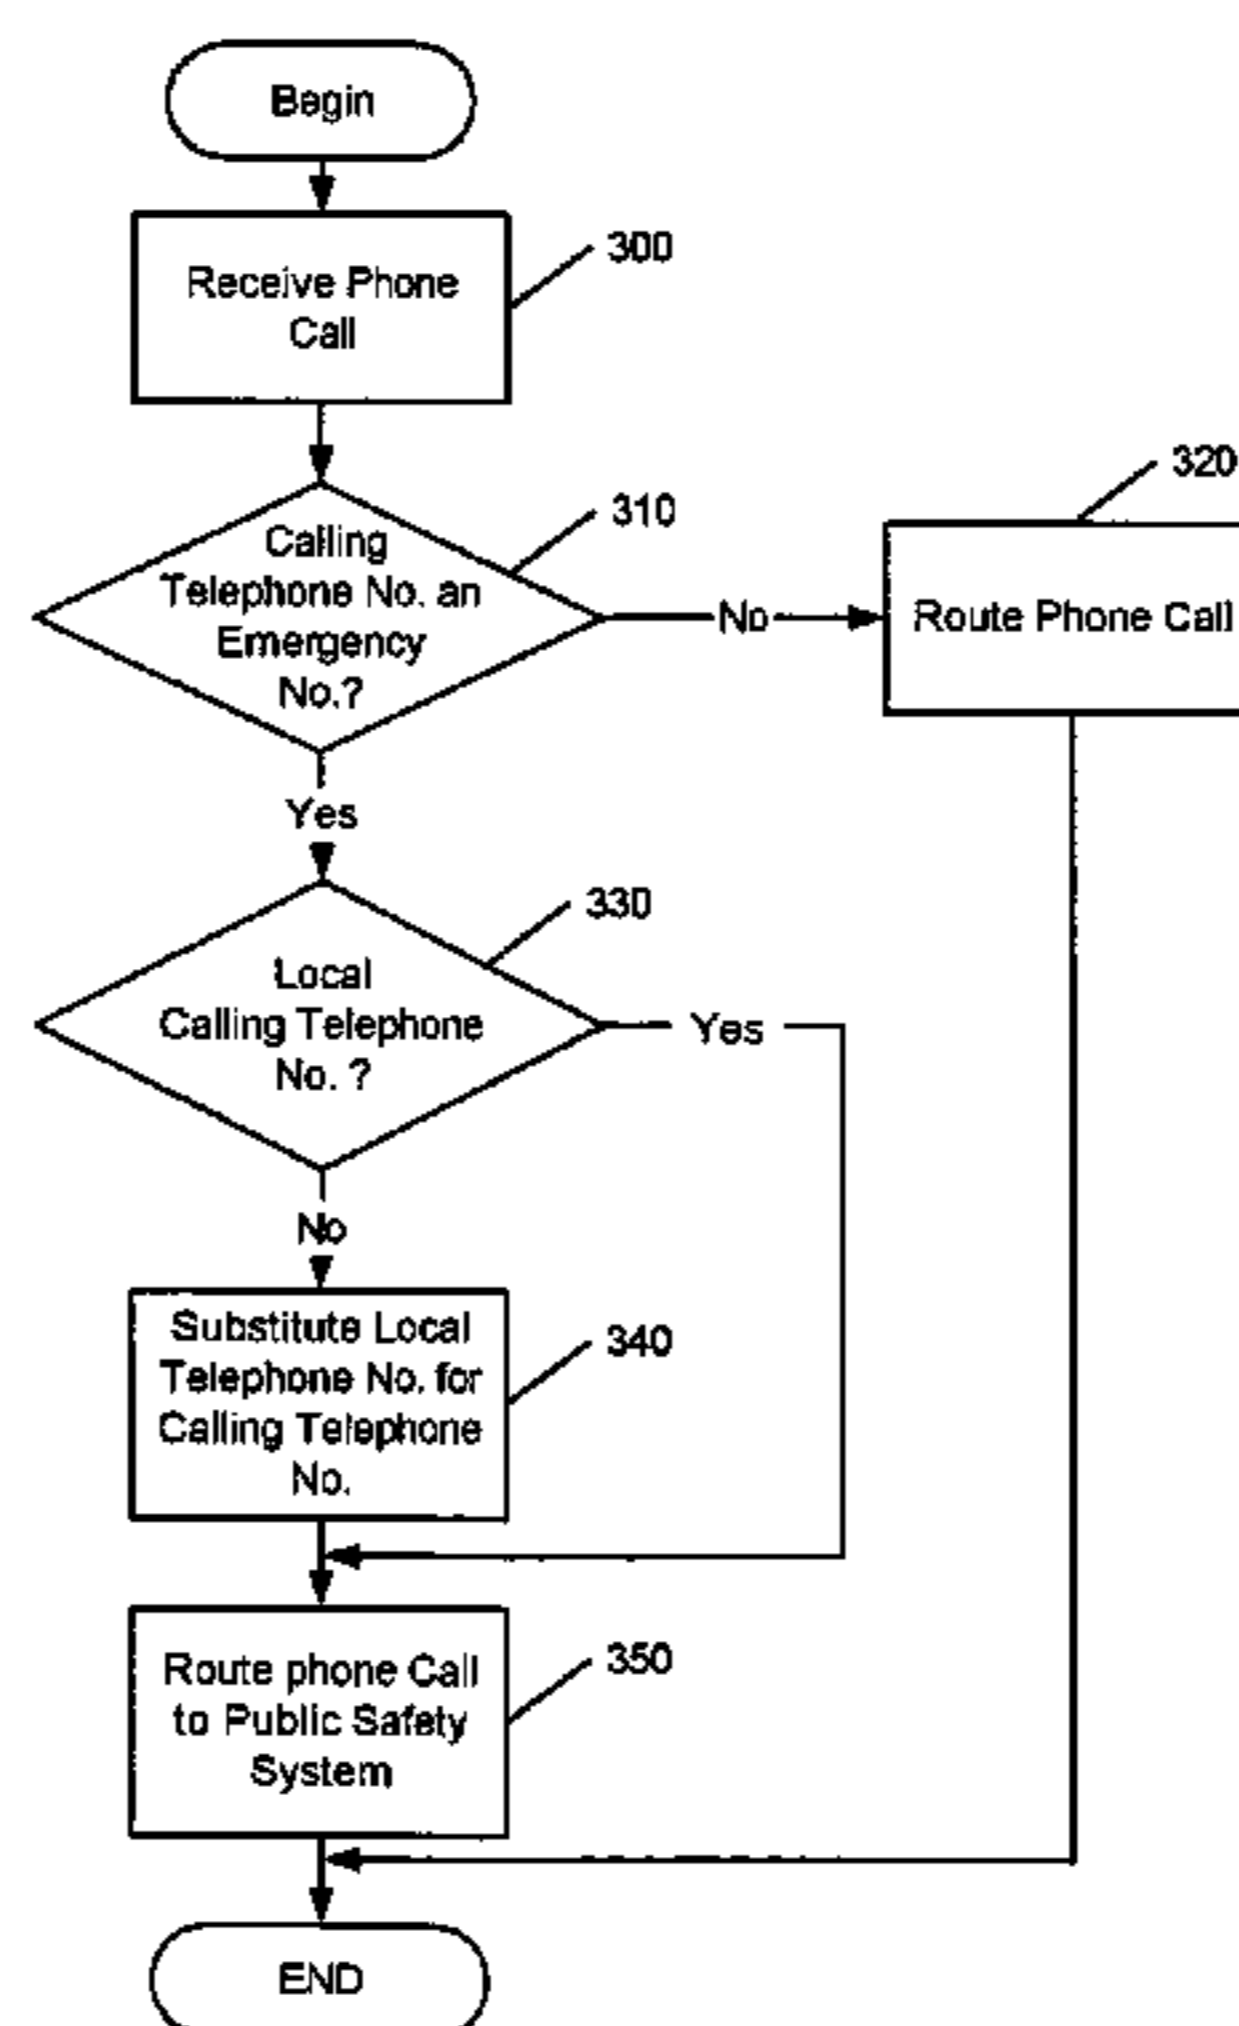 Begin
Receive Phone
Call
300
Calling
Telephone No. an
Emergency
No.?
310
No
320
Route Phone Call
Yes
Local
Calling Telephone
No. ?
330
Yes
No
Substitute Local
Telephone No. for
Calling Telephone
No.
340
Route phone Call
to Public Safety
System
350
END